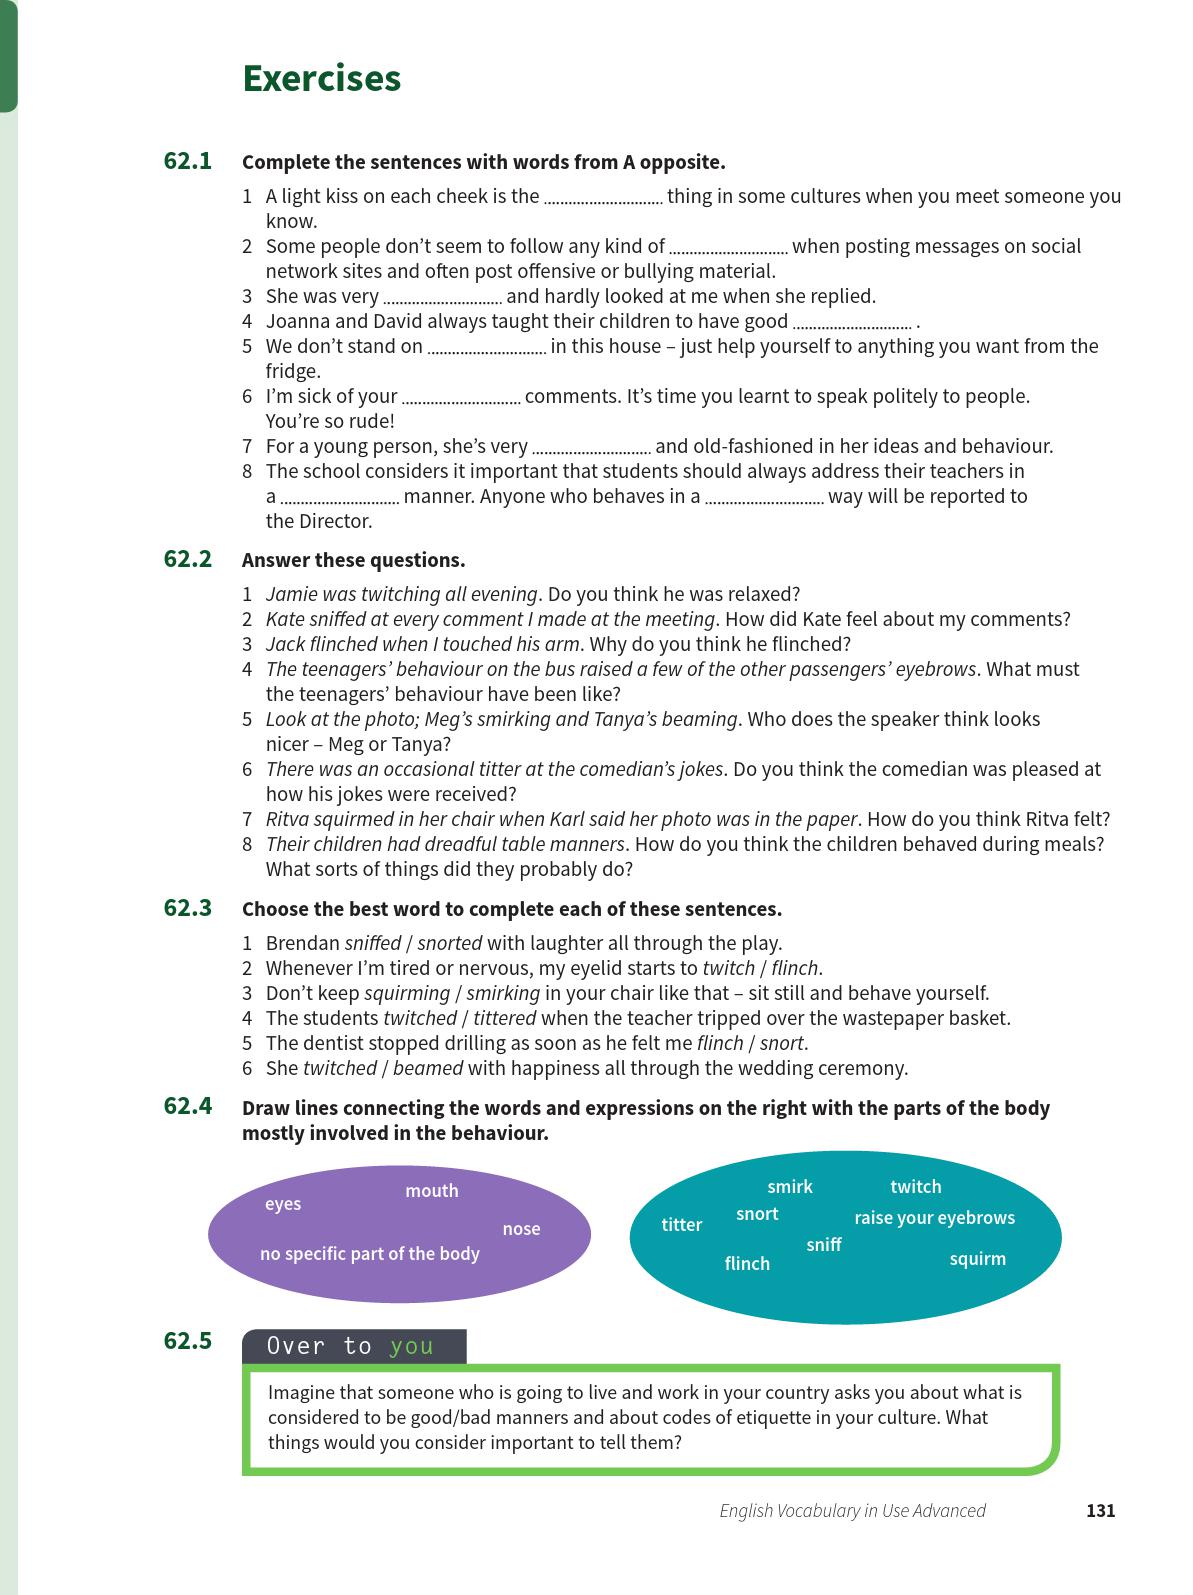 Exercises
62.1 Complete the sentences with words from A opposite.
1 A light kiss on each cheek is the ............................. thing in some cultures when you meet someone you
know.
2 Some people don’t seem to follow any kind of ............................. when posting messages on social
network sites and often post offensive or bullying material.
3 She was very ............................. and hardly looked at me when she replied.
4 Joanna and David always taught their children to have good ............................. .
5 We don’t stand on ............................. in this house – just help yourself to anything you want from the
fridge.
6 I’m sick of your ............................. comments. It’s time you learnt to speak politely to people.
You’re so rude!
7 For a young person, she’s very ............................. and old-fashioned in her ideas and behaviour.
8 The school considers it important that students should always address their teachers in
a ............................. manner. Anyone who behaves in a ............................. way will be reported to
the Director.
62.2 Answer these questions.
1 Jamie was twitching all evening. Do you think he was relaxed?
2 Kate sniffed at every comment I made at the meeting. How did Kate feel about my comments?
3 Jack flinched when I touched his arm. Why do you think he flinched?
4 The teenagers’ behaviour on the bus raised a few of the other passengers’ eyebrows. What must
the teenagers’ behaviour have been like?
5 Look at the photo; Meg’s smirking and Tanya’s beaming. Who does the speaker think looks
nicer – Meg or Tanya?
6 There was an occasional titter at the comedian’s jokes. Do you think the comedian was pleased at
how his jokes were received?
7 Ritva squirmed in her chair when Karl said her photo was in the paper. How do you think Ritva felt?
8 Their children had dreadful table manners. How do you think the children behaved during meals?
What sorts of things did they probably do?
62.3 Choose the best word to complete each of these sentences.
1 Brendan sniffed / snorted with laughter all through the play.
2 Whenever I’m tired or nervous, my eyelid starts to twitch / flinch.
3 Don’t keep squirming / smirking in your chair like that – sit still and behave yourself.
4 The students twitched / tittered when the teacher tripped over the wastepaper basket.
5 The dentist stopped drilling as soon as he felt me flinch / snort.
6 She twitched / beamed with happiness all through the wedding ceremony.
62.4 Draw lines connecting the words and expressions on the right with the parts of the body
mostly involved in the behaviour.
eyes
mouth
nose
no specific part of the body
smirk
twitch
titter
snort
raise your eyebrows
sniff
flinch
squirm
62.5 Over to you
Imagine that someone who is going to live and work in your country asks you about what is
considered to be good/bad manners and about codes of etiquette in your culture. What
things would you consider important to tell them?
English Vocabulary in Use Advanced 131